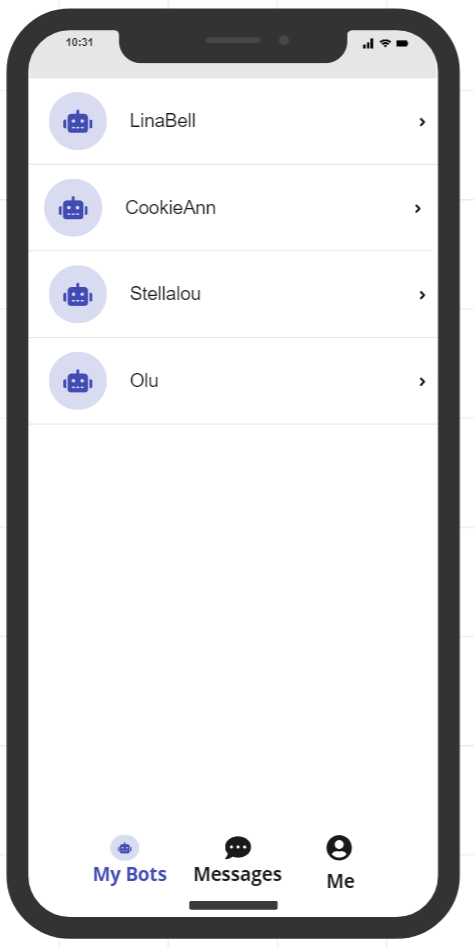 10:31
LinaBell
CookieAnn
Stellalou
Olu
My Bots
Messages
Me